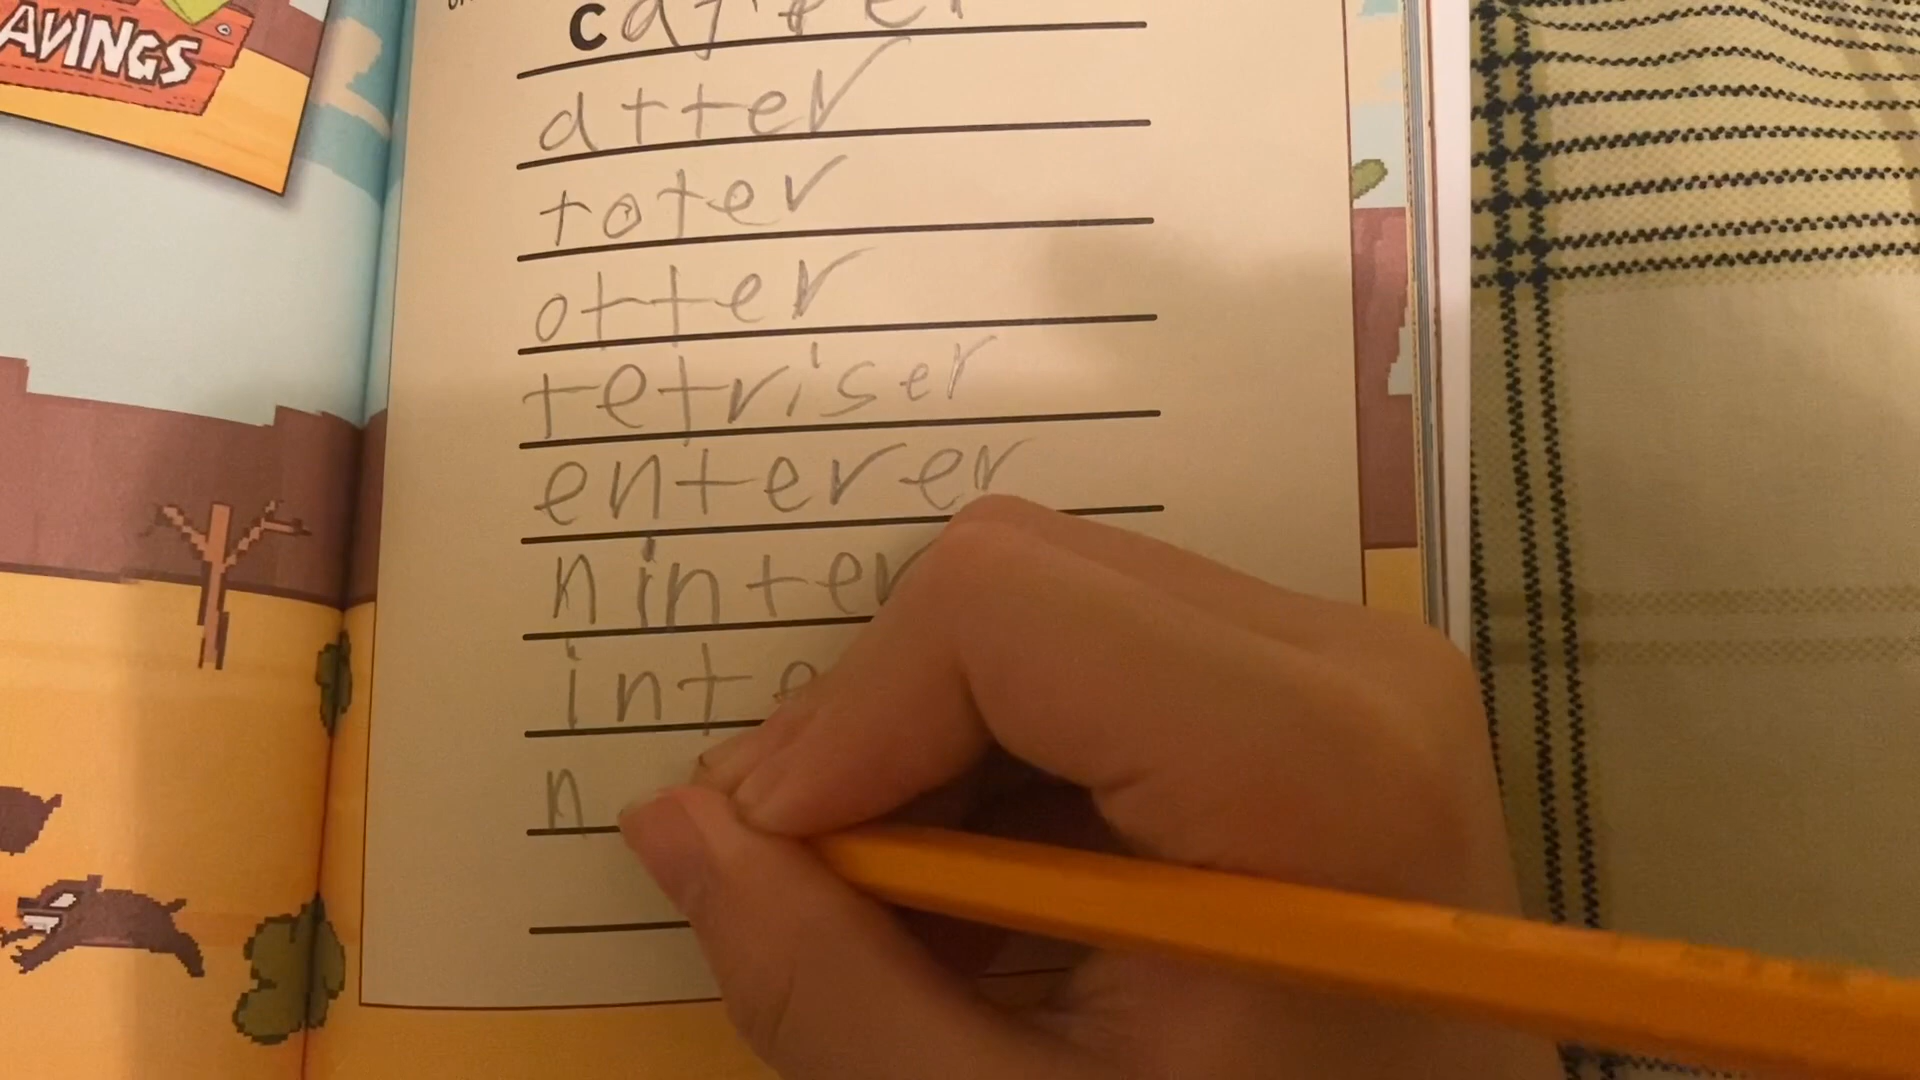 AVINGS
c
atter
toter
otter
tetriser
enterer
ninter
inte
n